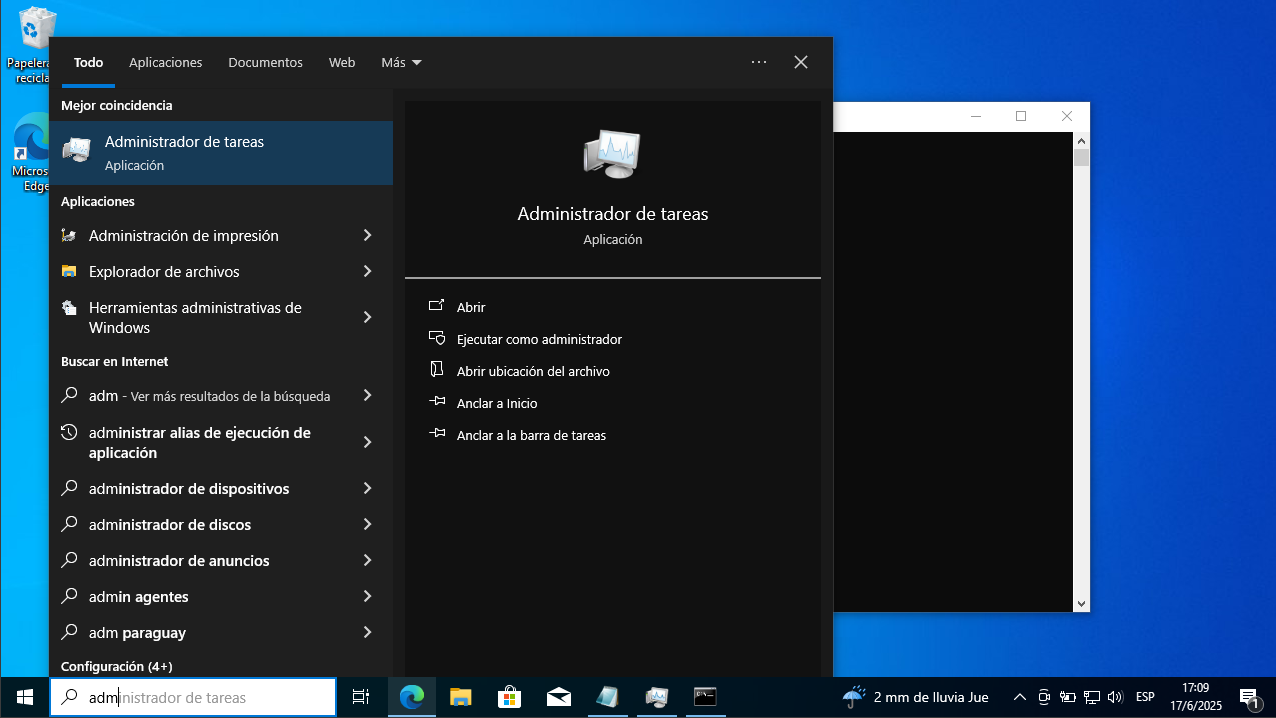 Papelera
recicla
Micros
Edge
Todo
Aplicaciones
Documentos
Web
Más
Mejor coincidencia
Administrador de tareas
Aplicación
Aplicaciones
Administración de impresión
Explorador de archivos
Herramientas administrativas de
Windows
Buscar en Internet
adm - Ver más resultados de la búsqueda
administrar alias de ejecución de
aplicación
administrador de dispositivos
administrador de discos
administrador de anuncios
admin agentes
adm paraguay
Configuración (4+)
Administrador de tareas
Aplicación
Abrir
Ejecutar como administrador
Abrir ubicación del archivo
Anclar a Inicio
Anclar a la barra de tareas
administrador de tareas
2 mm de lluvia Jue
ESP
17:09
17/6/2025
1